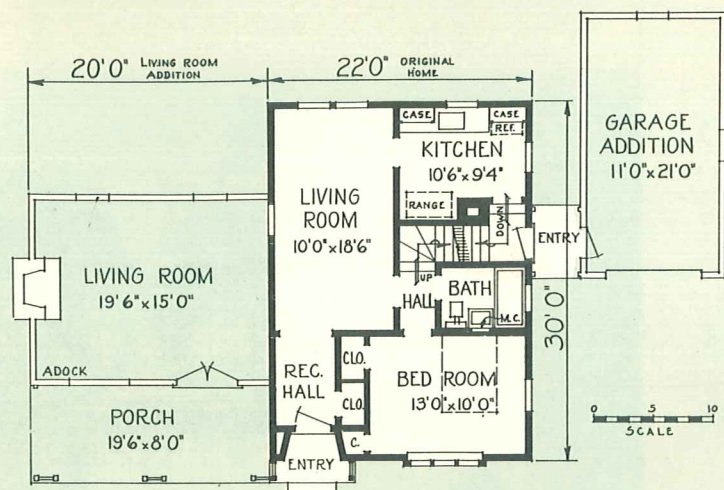 20'0" LIVING ROOM
ADDITION
22'0" ORIGINAL
HOME
CASE
CASE
REF.
KITCHEN
10'6"x9'4"
RANGE
GARAGE
ADDITION
11'0"x21'0"
LIVING
ROOM
10'0"x18'6"
DOWN
ENTRY
LIVING ROOM
19'6"x15'0"
UP
HALL
BATH
M.C.
30'0"
ADOCK
REC.
HALL
CLO.
CLO.
C.
BED ROOM
13'0"x10'0"
PORCH
19'6"x8'0"
ENTRY
0 5 10
SCALE